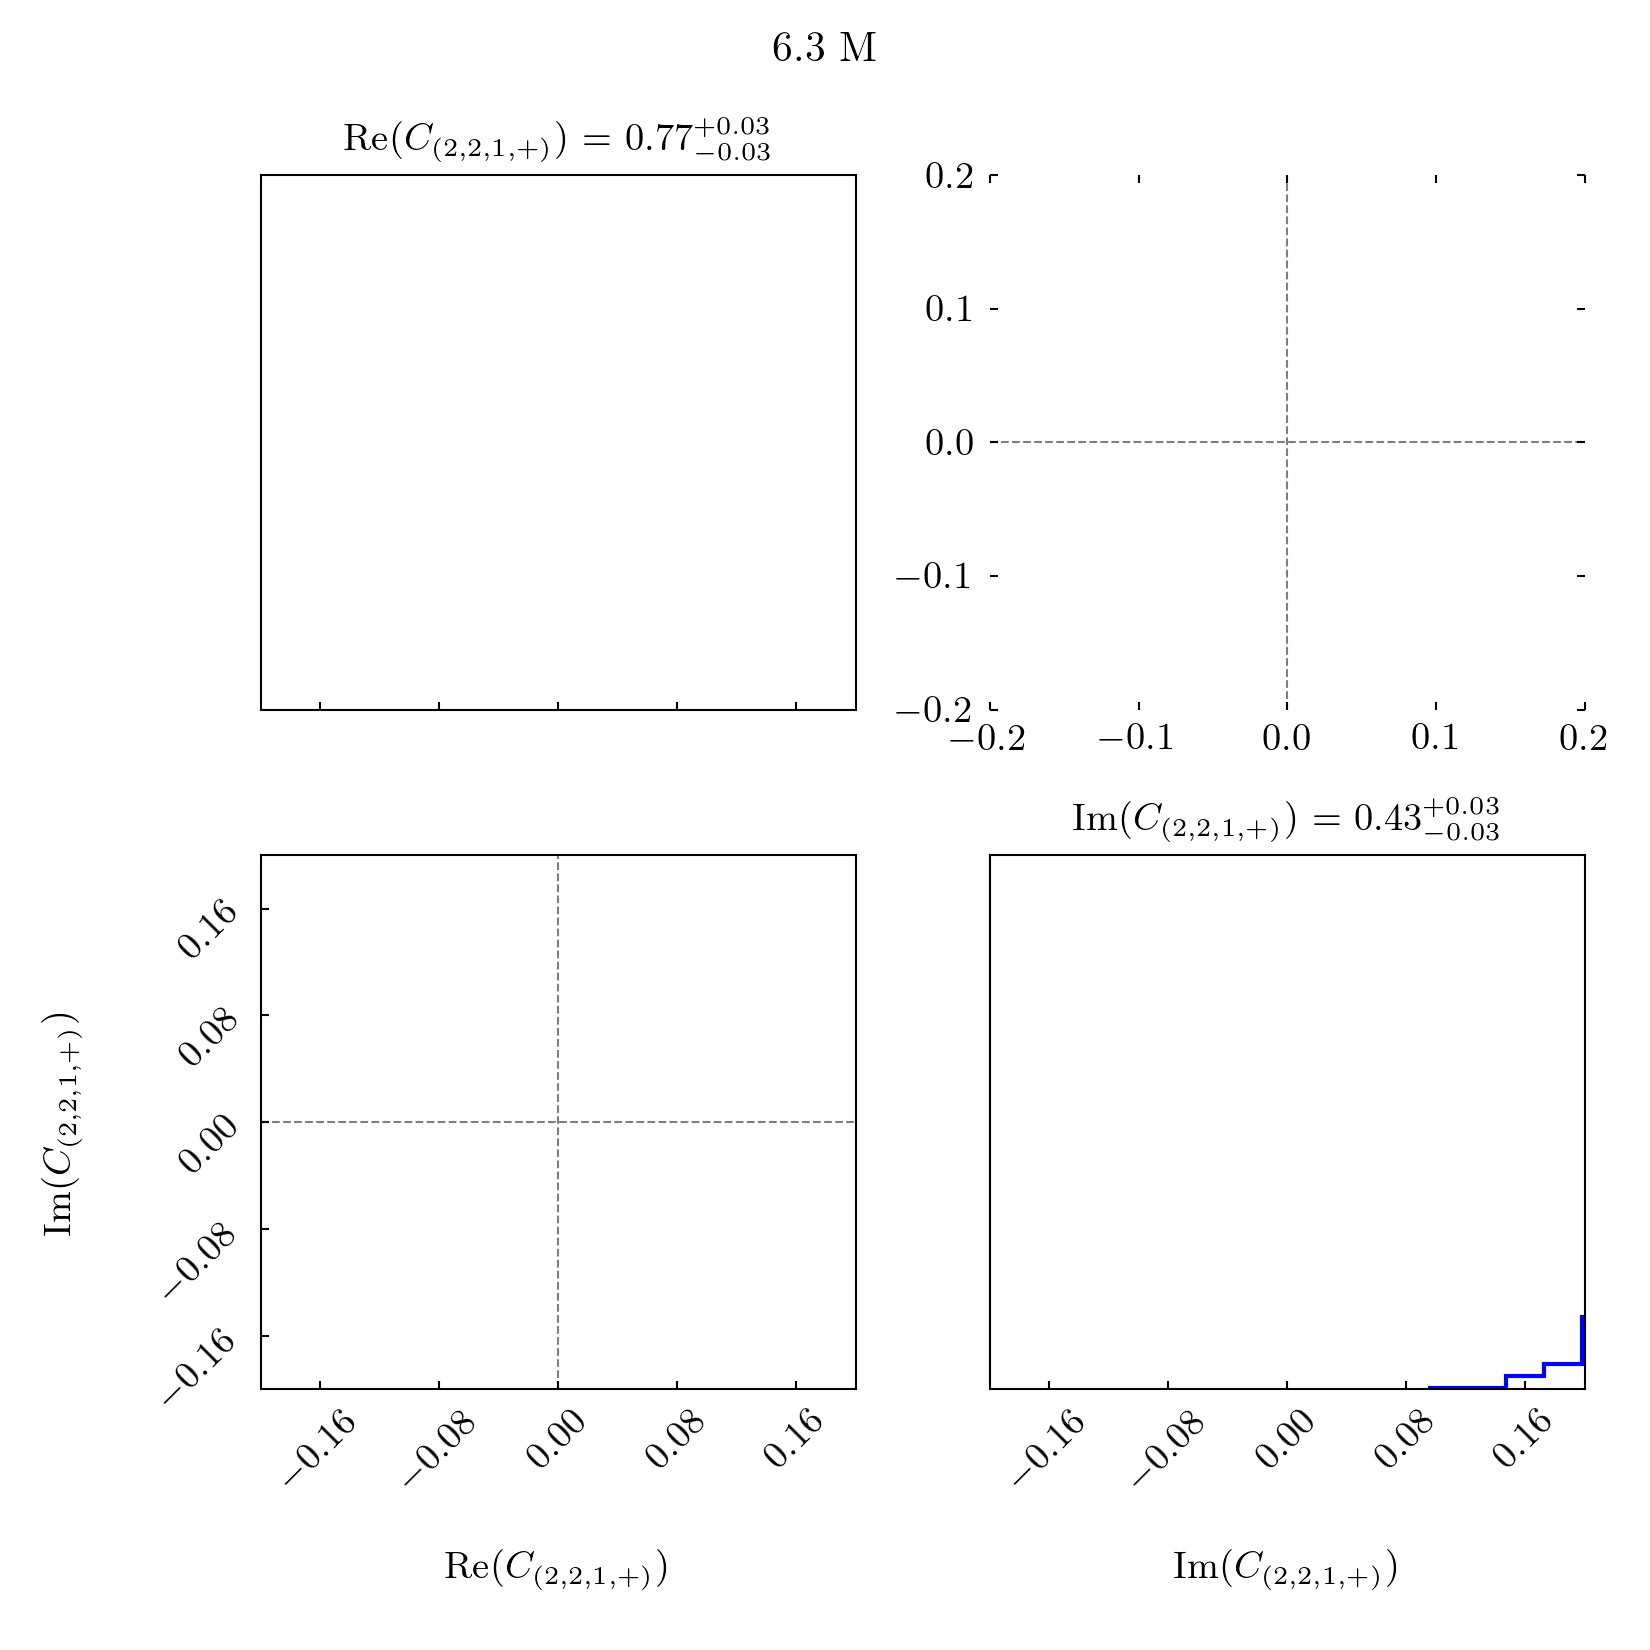 6.3 M
Re(C_{(2,2,1,+)}) = 0.77^{+0.03}_{−0.03}
0.2
0.1
0.0
−0.1
−0.2
−0.2 −0.1 0.0 0.1 0.2
Im(C_{(2,2,1,+)}) = 0.43^{+0.03}_{−0.03}
Im(C_{(2,2,1,+)})
0.16
0.08
0.00
−0.08
−0.16
−0.16 −0.08 0.00 0.08 0.16
−0.16 −0.08 0.00 0.08 0.16
Re(C_{(2,2,1,+)})
Im(C_{(2,2,1,+)})